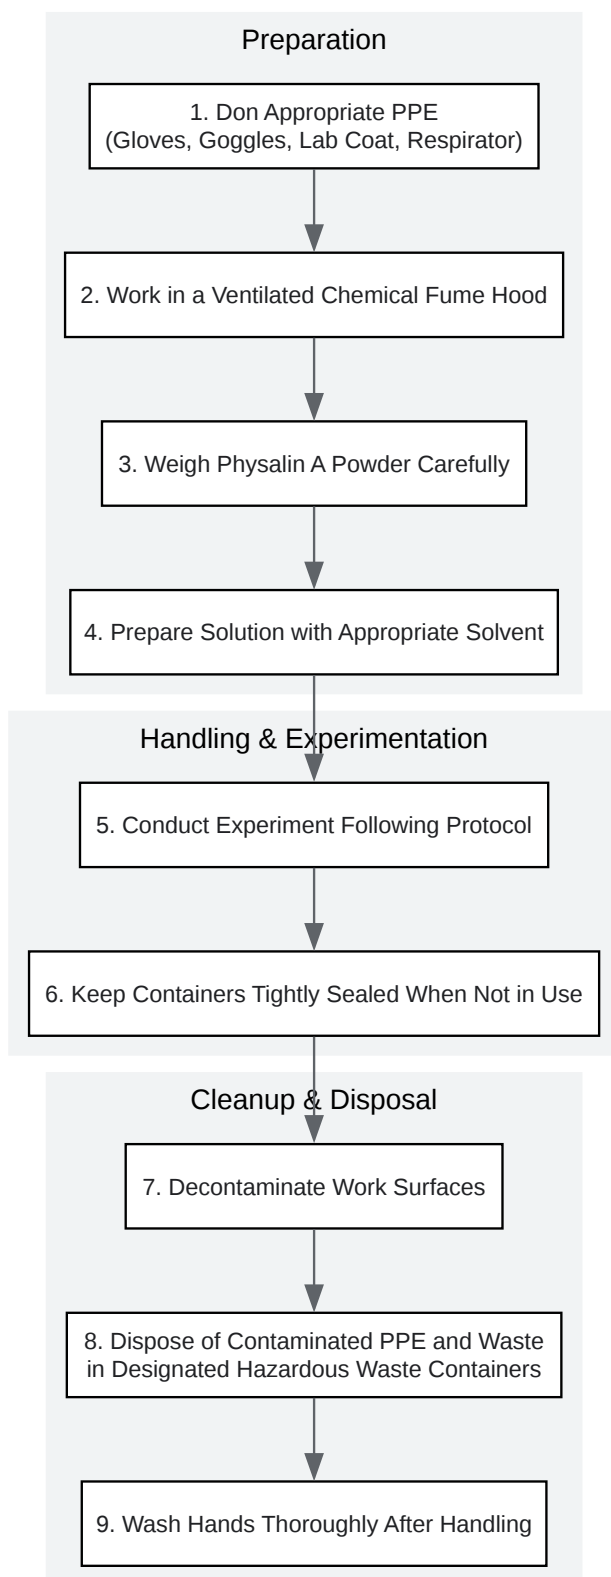 Preparation
1. Don Appropriate PPE
(Gloves, Goggles, Lab Coat, Respirator)
2. Work in a Ventilated Chemical Fume Hood
3. Weigh Physalin A Powder Carefully
4. Prepare Solution with Appropriate Solvent
Handling & Experimentation
5. Conduct Experiment Following Protocol
6. Keep Containers Tightly Sealed When Not in Use
Cleanup & Disposal
7. Decontaminate Work Surfaces
8. Dispose of Contaminated PPE and Waste
in Designated Hazardous Waste Containers
9. Wash Hands Thoroughly After Handling